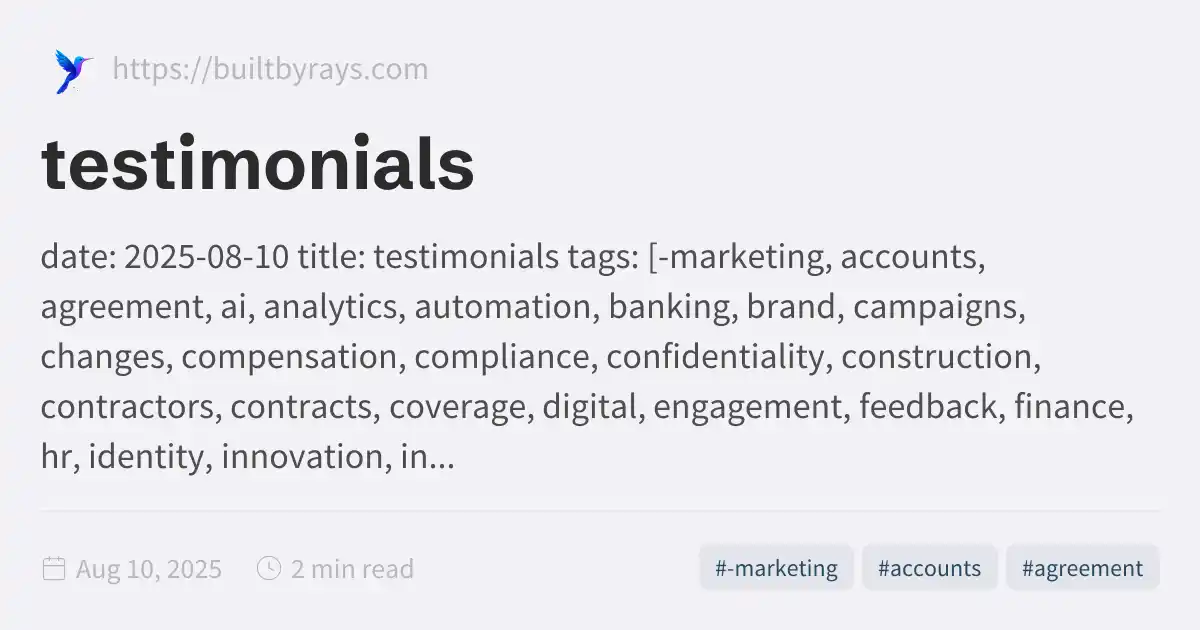 https://builtbyrays.com
testimonials
date: 2025-08-10 title: testimonials tags: [-marketing, accounts,
agreement, ai, analytics, automation, banking, brand, campaigns,
changes, compensation, compliance, confidentiality, construction,
contractors, contracts, coverage, digital, engagement, feedback, finance,
hr, identity, innovation, in...
Aug 10, 2025 2 min read #-marketing #accounts #agreement